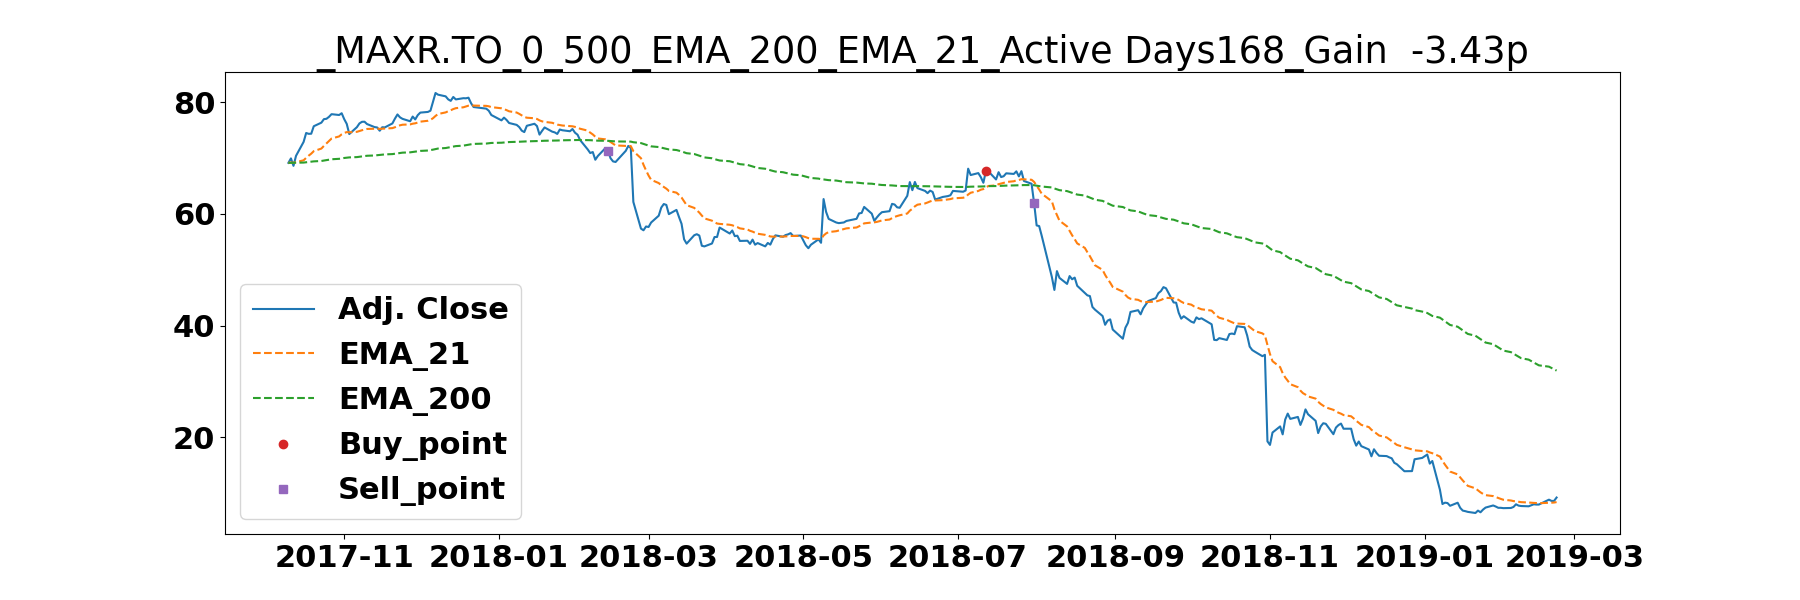 _MAXR.TO_0_500_EMA_200_EMA_21_Active Days168_Gain  -3.43p
80
60
40
20
Adj. Close
EMA_21
EMA_200
Buy_point
Sell_point
2017-11 2018-01 2018-03 2018-05 2018-07 2018-09 2018-11 2019-01 2019-03